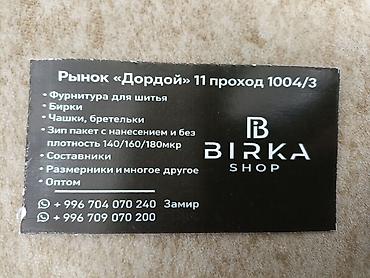 Рынок «Дордой» 11 проход 1004/3
• Фурнитура для шитья
• Бирки
• Чашки, бретельки
• Зип пакет с нанесением и без
плотность 140/160/180мкр
• Составники
• Размерники и многое другое
• Оптом
+ 996 704 070 240 Замир
+ 996 709 070 200
B
BIRKA
SHOP